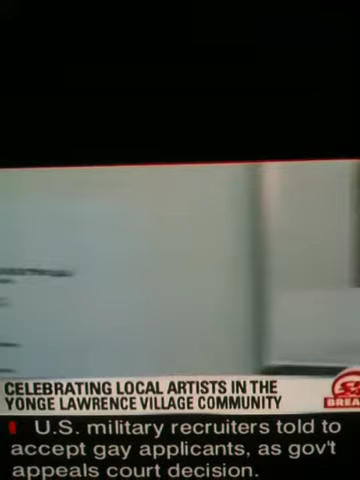 CELEBRATING LOCAL ARTISTS IN THE
YONGE LAWRENCE VILLAGE COMMUNITY
BREA
U.S. military recruiters told to
accept gay applicants, as gov't
appeals court decision.